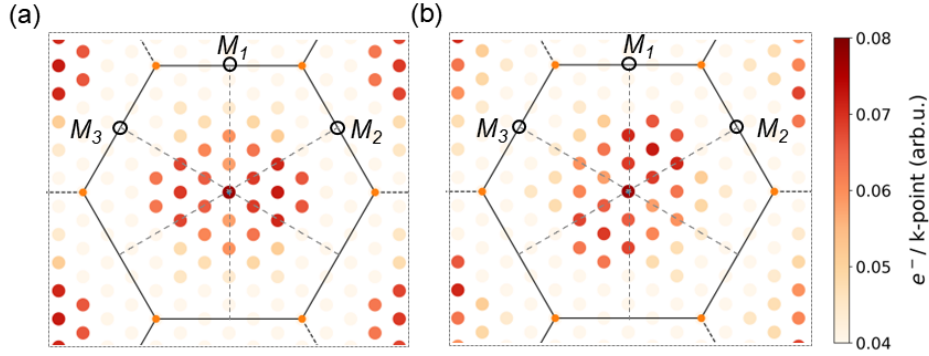 (a)
(b)
M1
M3
M2
M1
M3
M2
0.08
0.07
0.06
0.05
0.04
e⁻ / k-point (arb.u.)